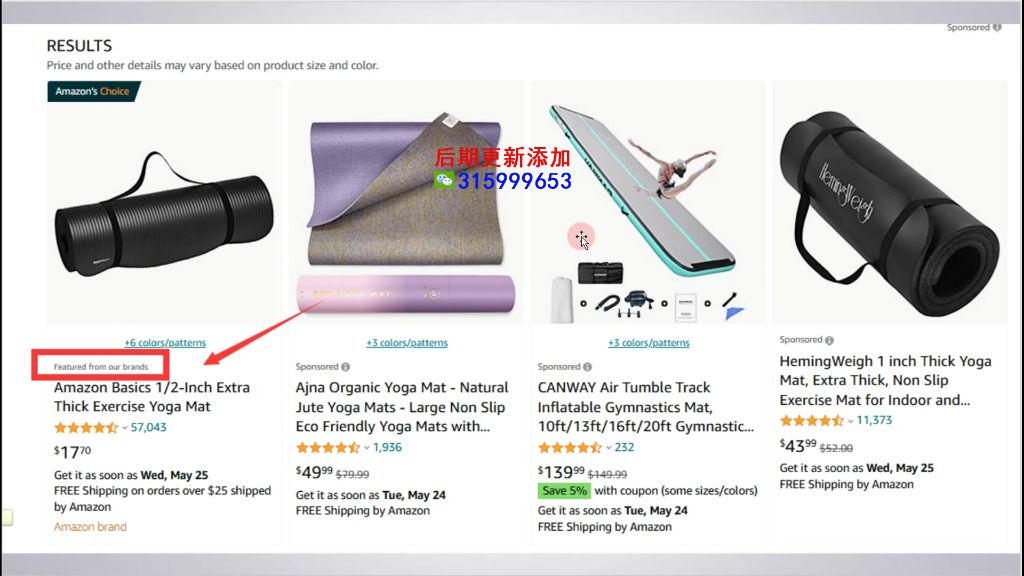 Sponsored
RESULTS
Price and other details may vary based on product size and color.
Amazon's Choice
后期更新添加
315999653
HemingWeigh
+6 colors/patterns
Featured from our brands
Amazon Basics 1/2-Inch Extra
Thick Exercise Yoga Mat
57,043
$17.70
Get it as soon as Wed, May 25
FREE Shipping on orders over $25 shipped
by Amazon
Amazon brand
+3 colors/patterns
Sponsored
Ajna Organic Yoga Mat - Natural
Jute Yoga Mats - Large Non Slip
Eco Friendly Yoga Mats with...
1,936
$49.99 $79.99
Get it as soon as Tue, May 24
FREE Shipping by Amazon
+3 colors/patterns
Sponsored
CANWAY Air Tumble Track
Inflatable Gymnastics Mat,
10ft/13ft/16ft/20ft Gymnastic...
232
$139.99 $149.99
Save 5% with coupon (some sizes/colors)
Get it as soon as Tue, May 24
FREE Shipping by Amazon
Sponsored
HemingWeigh 1 inch Thick Yoga
Mat, Extra Thick, Non Slip
Exercise Mat for Indoor and...
11,373
$43.99 $52.00
Get it as soon as Wed, May 25
FREE Shipping by Amazon